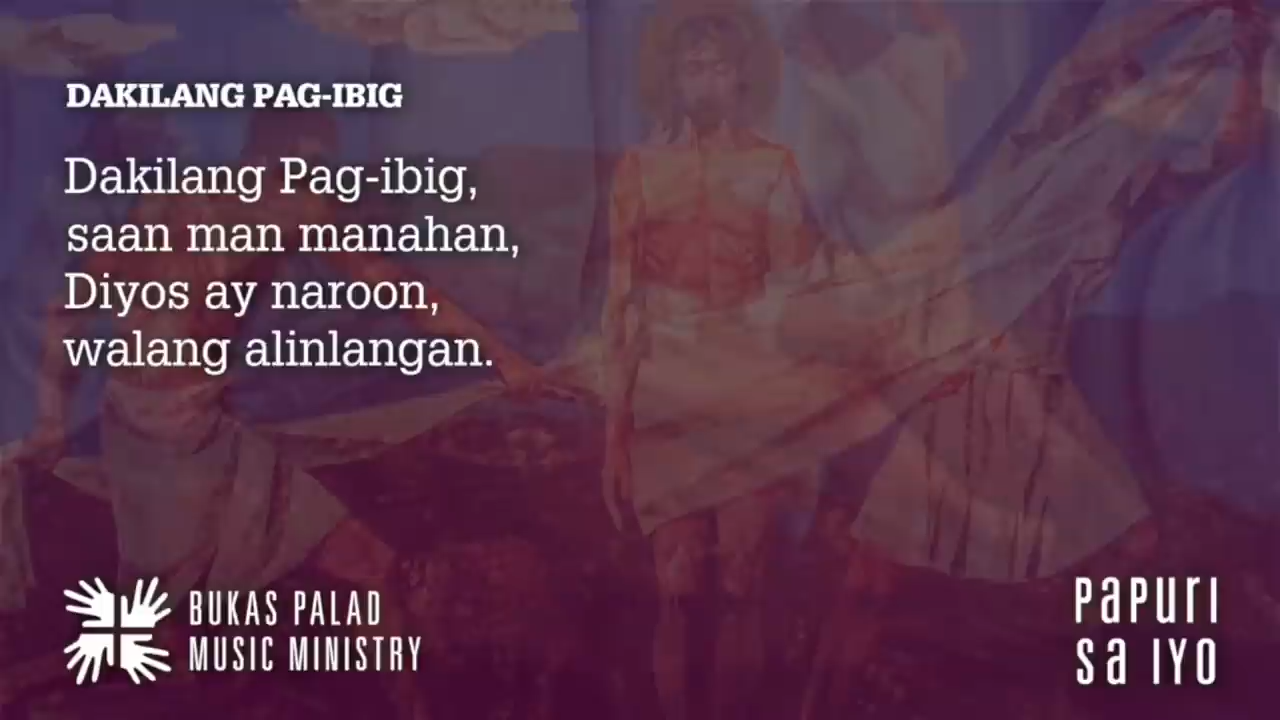 DAKILANG PAG-IBIG
Dakilang Pag-ibig,
saan man manahan,
Diyos ay naroon,
walang alinlangan.
BUKAS PALAD
MUSIC MINISTRY
PAPURI
SA IYO